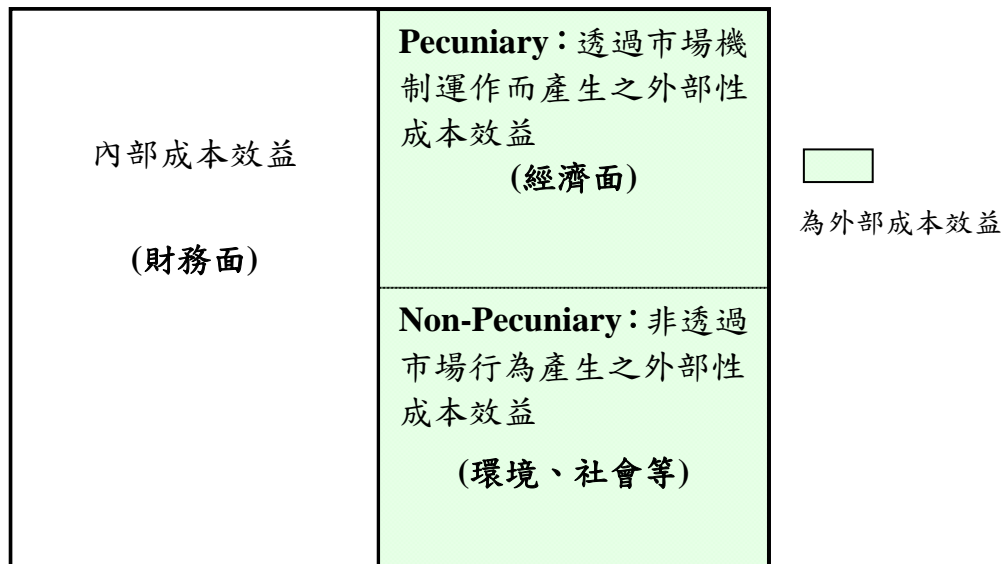 內部成本效益
(財務面)
Pecuniary：透過市場機
制運作而產生之外部性
成本效益
(經濟面)
Non-Pecuniary：非透過
市場行為產生之外部性
成本效益
(環境、社會等)
為外部成本效益